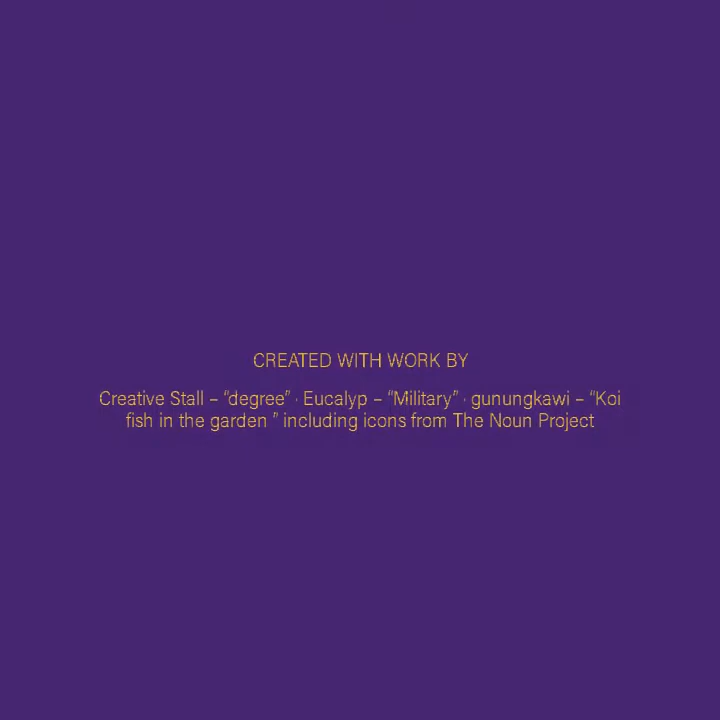 CREATED WITH WORK BY
Creative Stall – “degree” · Eucalyp – “Military” · gunungkawi – “Koi
fish in the garden ” including icons from The Noun Project